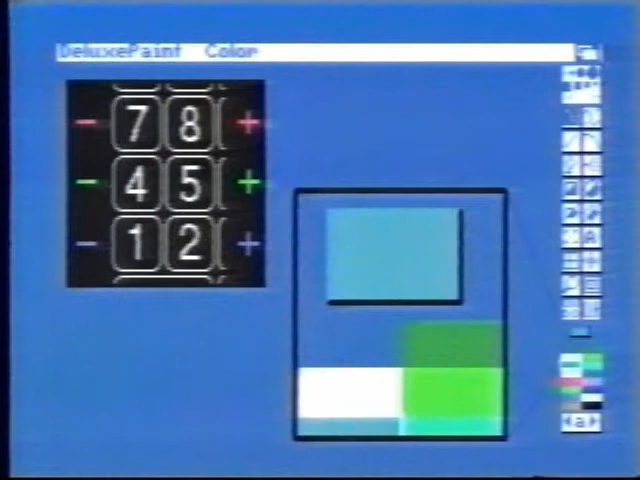 DeluxePaint Color
- 7 8 +
- 4 5 +
- 1 2 +
◀a▶